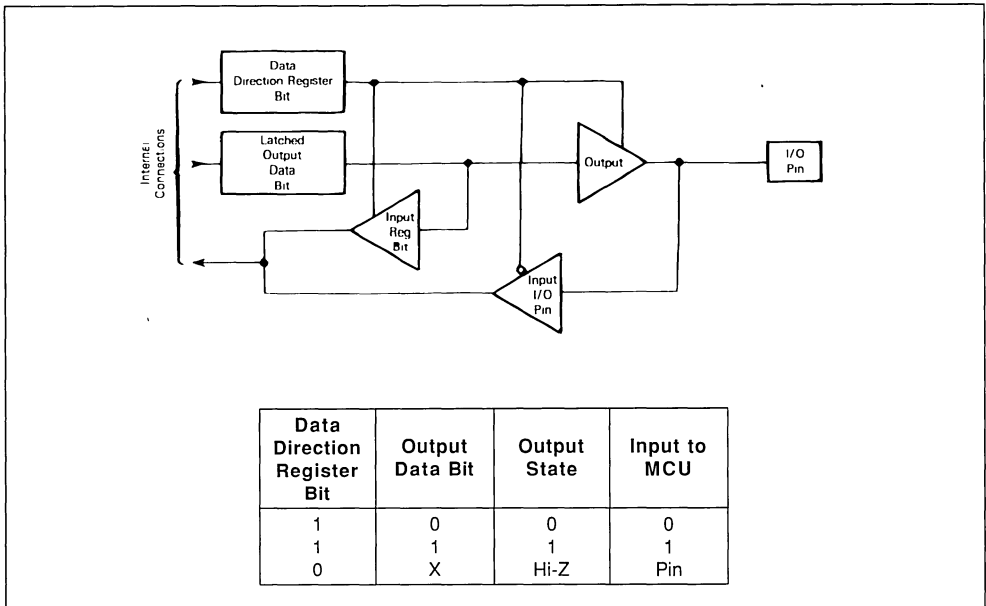 Data
Direction Register
Bit
Internal
Connections
Latched
Output
Data
Bit
Output
I/O
Pin
Input
Reg
Bit
Input
I/O
Pin
Data
Direction
Register
Bit
Output
Data Bit
Output
State
Input to
MCU
1 0 0 0
1 1 1 1
0 X Hi-Z Pin